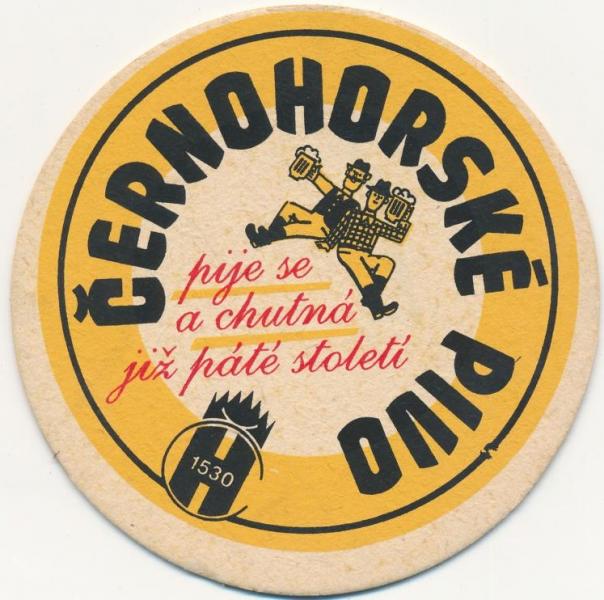 ČERNOHORSKÉ PIVO
pije se
a chutná
již páté století
1530